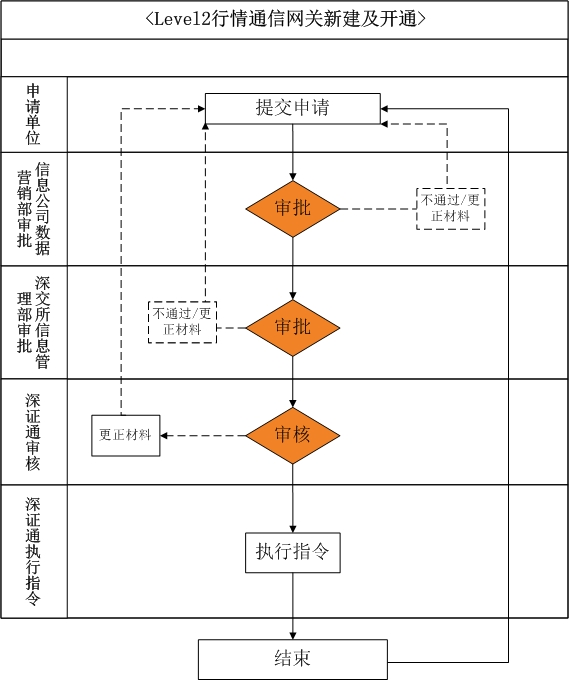 <Level2行情通信网关新建及开通>
申请单位
提交申请
信息公司数据
营销部审批
审批
不通过/更
正材料
深交所信息管
理部审批
不通过/更
正材料
审批
深证通审核
更正材料
审核
深证通执行指令
执行指令
结束